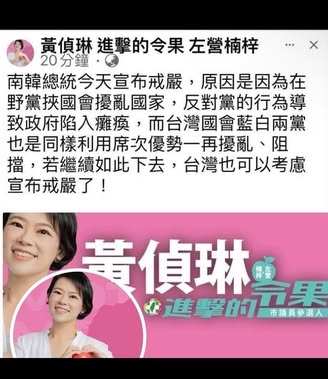 黃偵琳 進擊的令果 左營楠梓
20分鐘 ·
南韓總統今天宣布戒嚴，原因是因為在
野黨挾國會擾亂國家，反對黨的行為導
致政府陷入癱瘓，而台灣國會藍白兩黨
也是同樣利用席次優勢一再擾亂、阻
擋，若繼續如此下去，台灣也可以考慮
宣布戒嚴了！
黃偵琳
楠梓
左營
進擊的令果
市議員參選人